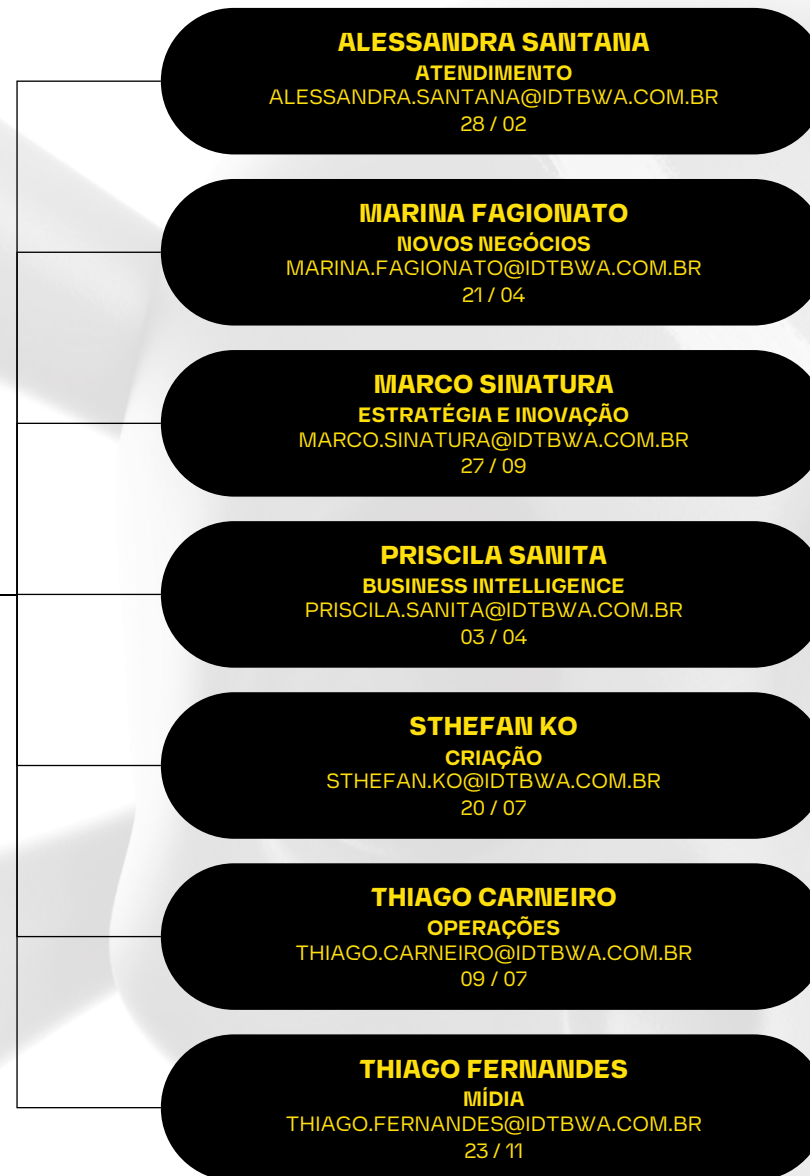 ALESSANDRA SANTANA
ATENDIMENTO
ALESSANDRA.SANTANA@IDTBWA.COM.BR
28 / 02
MARINA FAGIONATO
NOVOS NEGÓCIOS
MARINA.FAGIONATO@IDTBWA.COM.BR
21 / 04
MARCO SINATURA
ESTRATÉGIA E INOVAÇÃO
MARCO.SINATURA@IDTBWA.COM.BR
27 / 09
PRISCILA SANITA
BUSINESS INTELLIGENCE
PRISCILA.SANITA@IDTBWA.COM.BR
03 / 04
STHEFAN KO
CRIAÇÃO
STHEFAN.KO@IDTBWA.COM.BR
20 / 07
THIAGO CARNEIRO
OPERAÇÕES
THIAGO.CARNEIRO@IDTBWA.COM.BR
09 / 07
THIAGO FERNANDES
MÍDIA
THIAGO.FERNANDES@IDTBWA.COM.BR
23 / 11